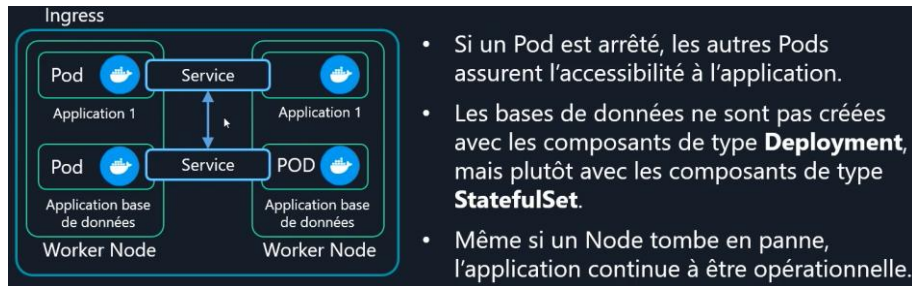 Ingress
Pod
Service
Application 1
Application 1
Pod
Service
POD
Application base
de données
Application base
de données
Worker Node
Worker Node
• Si un Pod est arrêté, les autres Pods
assurent l'accessibilité à l'application.
• Les bases de données ne sont pas créées
avec les composants de type Deployment,
mais plutôt avec les composants de type
StatefulSet.
• Même si un Node tombe en panne,
l'application continue à être opérationnelle.